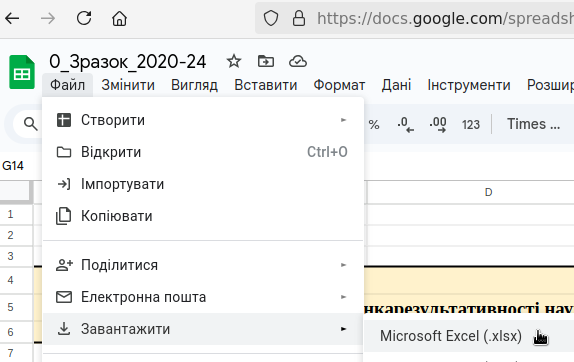 https://docs.google.com/spreadsh
0_Зразок_2020-24
Файл Змінити Вигляд Вставити Формат Дані Інструменти Розшир
Створити
% .0 .00 123 Times ...
Відкрити Ctrl+O
G14
Імпортувати
D
Копіювати
1
2
3
Поділитися
4
Електронна пошта
5
нкарезультативності нау
Завантажити
6
Microsoft Excel (.xlsx)
7